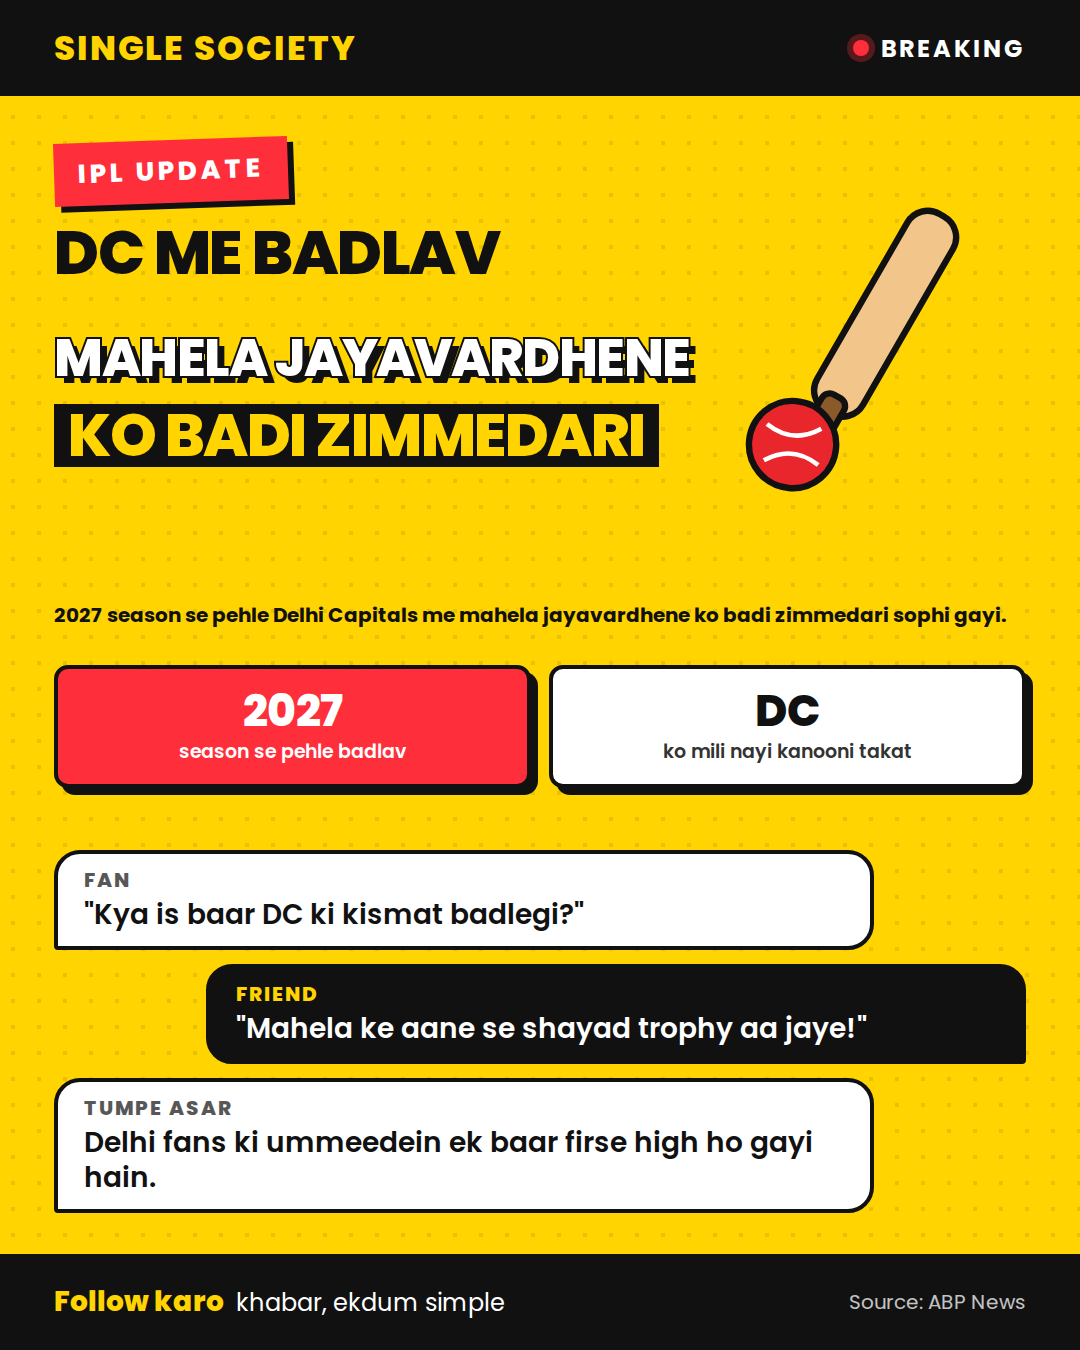 SINGLE SOCIETY
BREAKING
IPL UPDATE
DC ME BADLAV
MAHELA JAYAVARDHENE
KO BADI ZIMMEDARI
2027 season se pehle Delhi Capitals me mahela jayavardhene ko badi zimmedari sophi gayi.
2027
season se pehle badlav
DC
ko mili nayi kanooni takat
FAN
"Kya is baar DC ki kismat badlegi?"
FRIEND
"Mahela ke aane se shayad trophy aa jaye!"
TUMPE ASAR
Delhi fans ki ummeedein ek baar firse high ho gayi
hain.
Follow karo khabar, ekdum simple
Source: ABP News